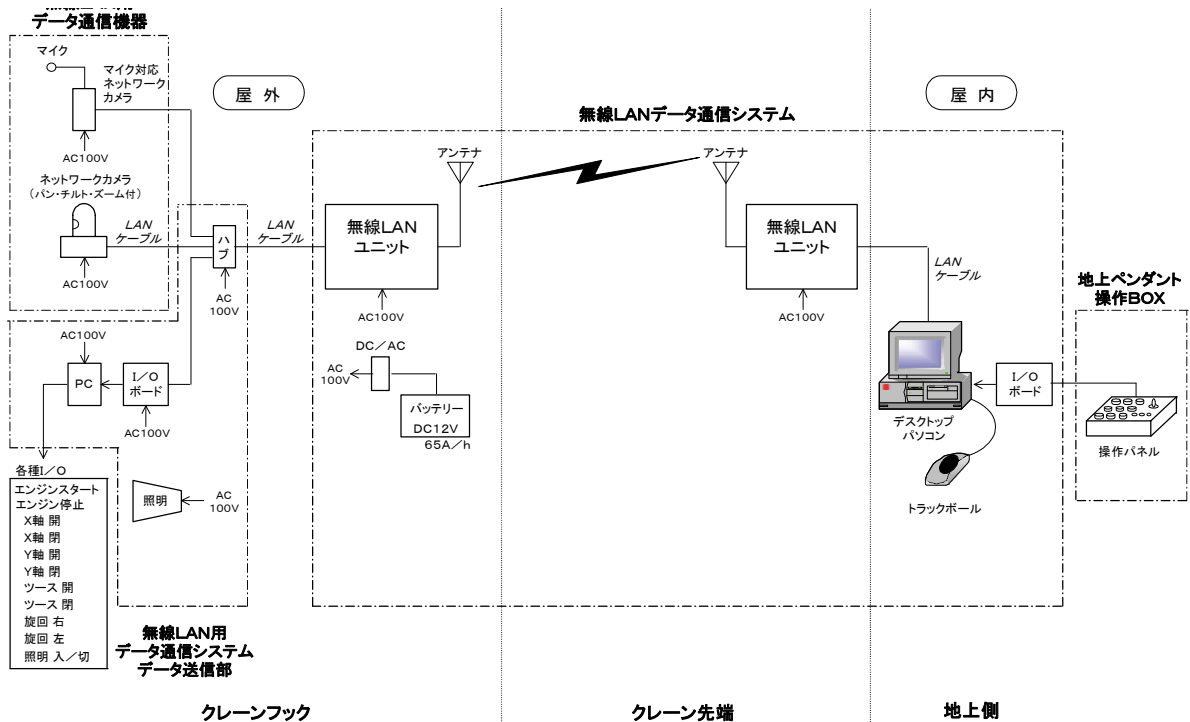 データ通信機器
マイク
マイク対応
ネットワーク
カメラ
AC100V
ネットワークカメラ
（パン・チルト・ズーム付）
AC100V
LAN
ケーブル
ハブ
AC
100V
LAN
ケーブル
屋 外
屋 内
無線LANデータ通信システム
アンテナ
無線LAN
ユニット
AC100V
アンテナ
無線LAN
ユニット
AC100V
LAN
ケーブル
DC／AC
AC
100V
バッテリー
DC12V
65A／h
AC100V
PC
I／O
ボード
AC100V
各種I／O
エンジンスタート
エンジン停止
X軸 開
X軸 閉
Y軸 開
Y軸 閉
ツース 開
ツース 閉
旋回 右
旋回 左
照明 入／切
照明
AC
100V
無線LAN用
データ通信システム
データ送信部
デスクトップ
パソコン
トラックボール
I／O
ボード
地上ペンダント
操作BOX
操作パネル
クレーンフック
クレーン先端
地上側